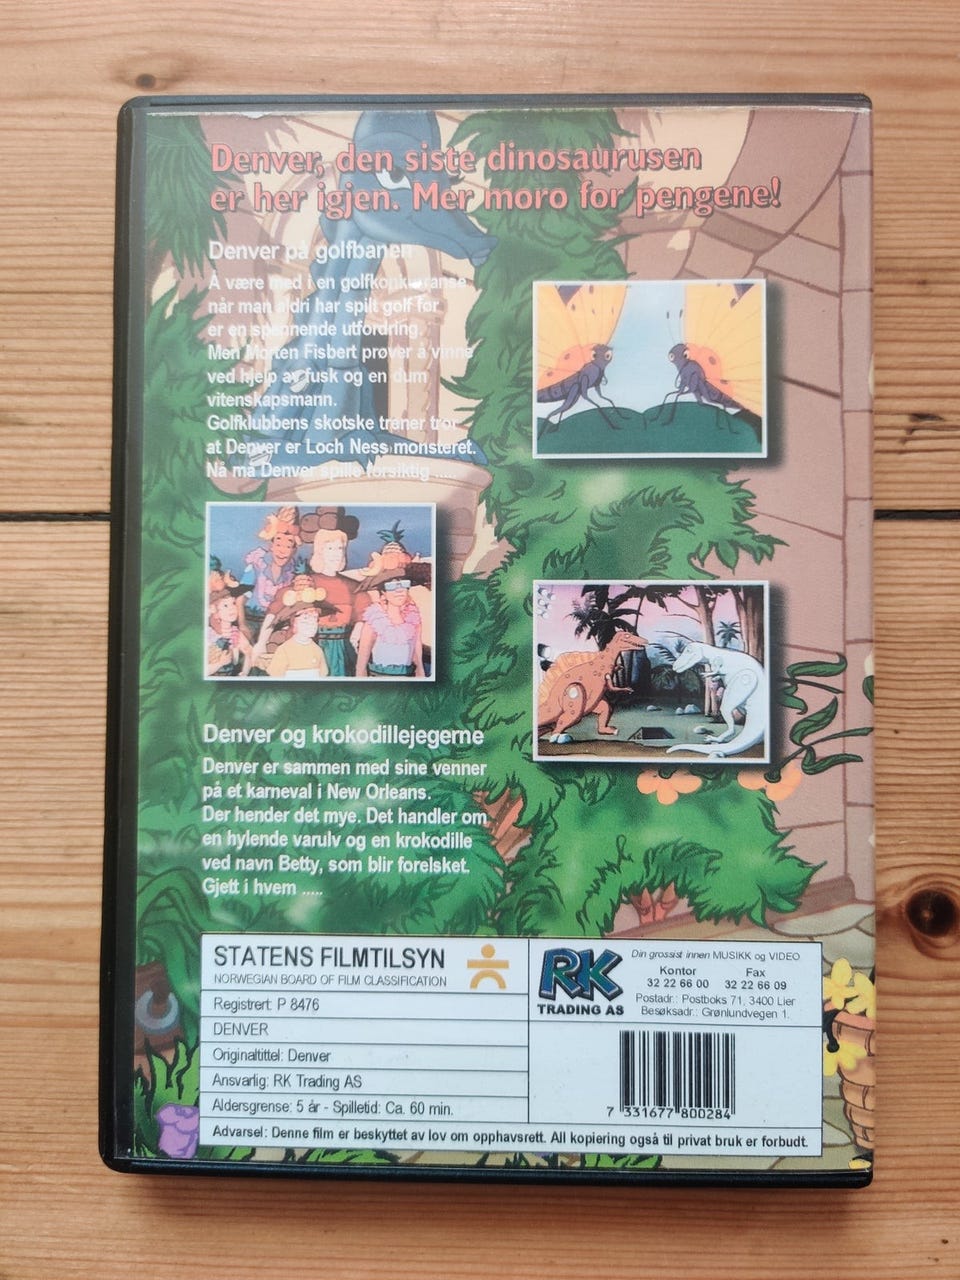 Denver, den siste dinosaurusen
er her igjen. Mer moro for pengene!
Denver på golfbanen
Å være med i en golfkonkurranse
når man aldri har spilt golf før
er en spennende utfordring.
Men Morten Fisbert prøver å vinne
ved hjelp av fusk og en dum
vitenskapsmann.
Golfklubbens skotske trener tror
at Denver er Loch Ness monsteret.
Nå må Denver spille forsiktig .....
Denver og krokodillejegerne
Denver er sammen med sine venner
på et karneval i New Orleans.
Der hender det mye. Det handler om
en hylende varulv og en krokodille
ved navn Betty, som blir forelsket.
Gjett i hvem .....
STATENS FILMTILSYN
NORWEGIAN BOARD OF FILM CLASSIFICATION
Registrert: P 8476
DENVER
Originaltittel: Denver
Ansvarlig: RK Trading AS
Aldersgrense: 5 år - Spilletid: Ca. 60 min.
RK
TRADING AS
Din grossist innen MUSIKK og VIDEO
Kontor Fax
32 22 66 00 32 22 66 09
Postadr.: Postboks 71, 3400 Lier
Besøksadr.: Grønlundvegen 1.
7 331677 800284
Advarsel: Denne film er beskyttet av lov om opphavsrett. All kopiering også til privat bruk er forbudt.